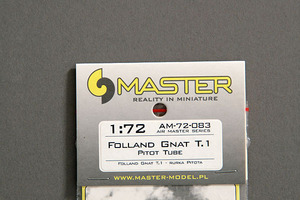 MASTER
REALITY IN MINIATURE
1:72
AM-72-083
AIR MASTER SERIES
FOLLAND GNAT T.1
PITOT TUBE
FOLLAND GNAT T.1 - RURKA PITOTA
WWW.MASTER-MODEL.PL